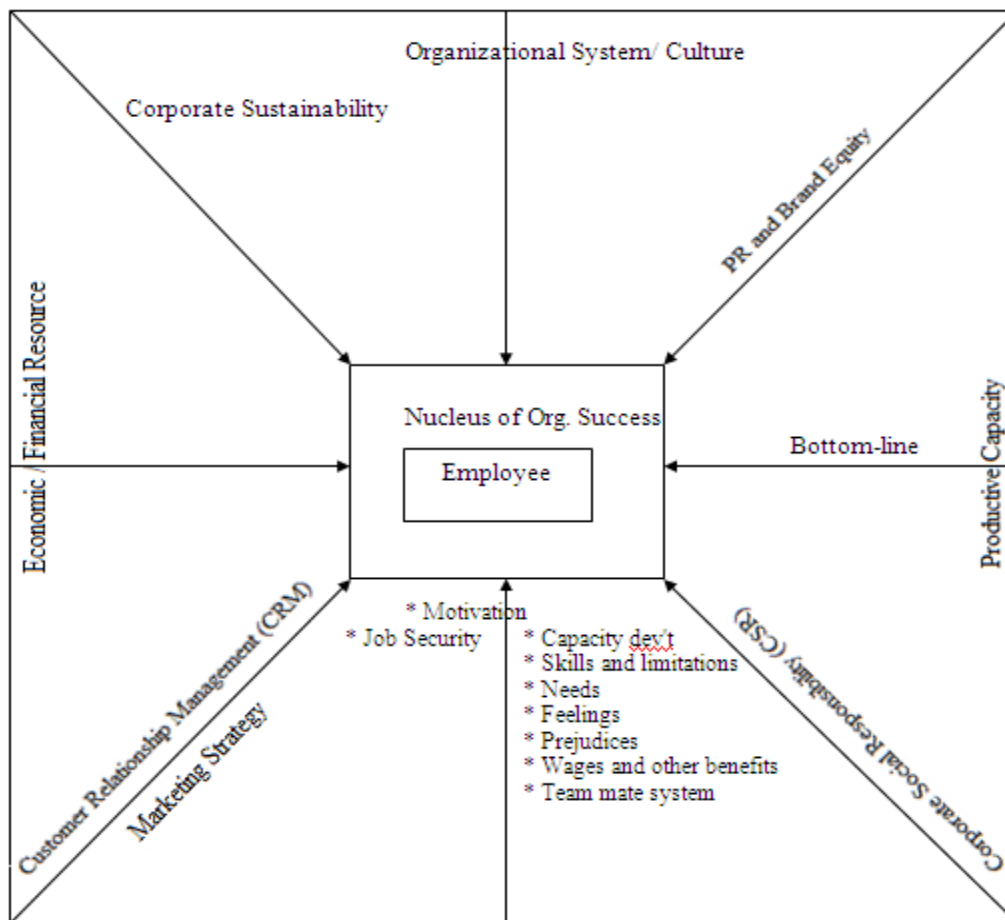 Organizational System/ Culture
Corporate Sustainability
PR and Brand Equity
Economic / Financial Resource
Nucleus of Org. Success
Employee
Bottom-line
Productive Capacity
Customer Relationship Management (CRM)
Marketing Strategy
* Motivation
* Job Security
* Capacity dev't
* Skills and limitations
* Needs
* Feelings
* Prejudices
* Wages and other benefits
* Team mate system
Corporate Social Responsibility (CSR)